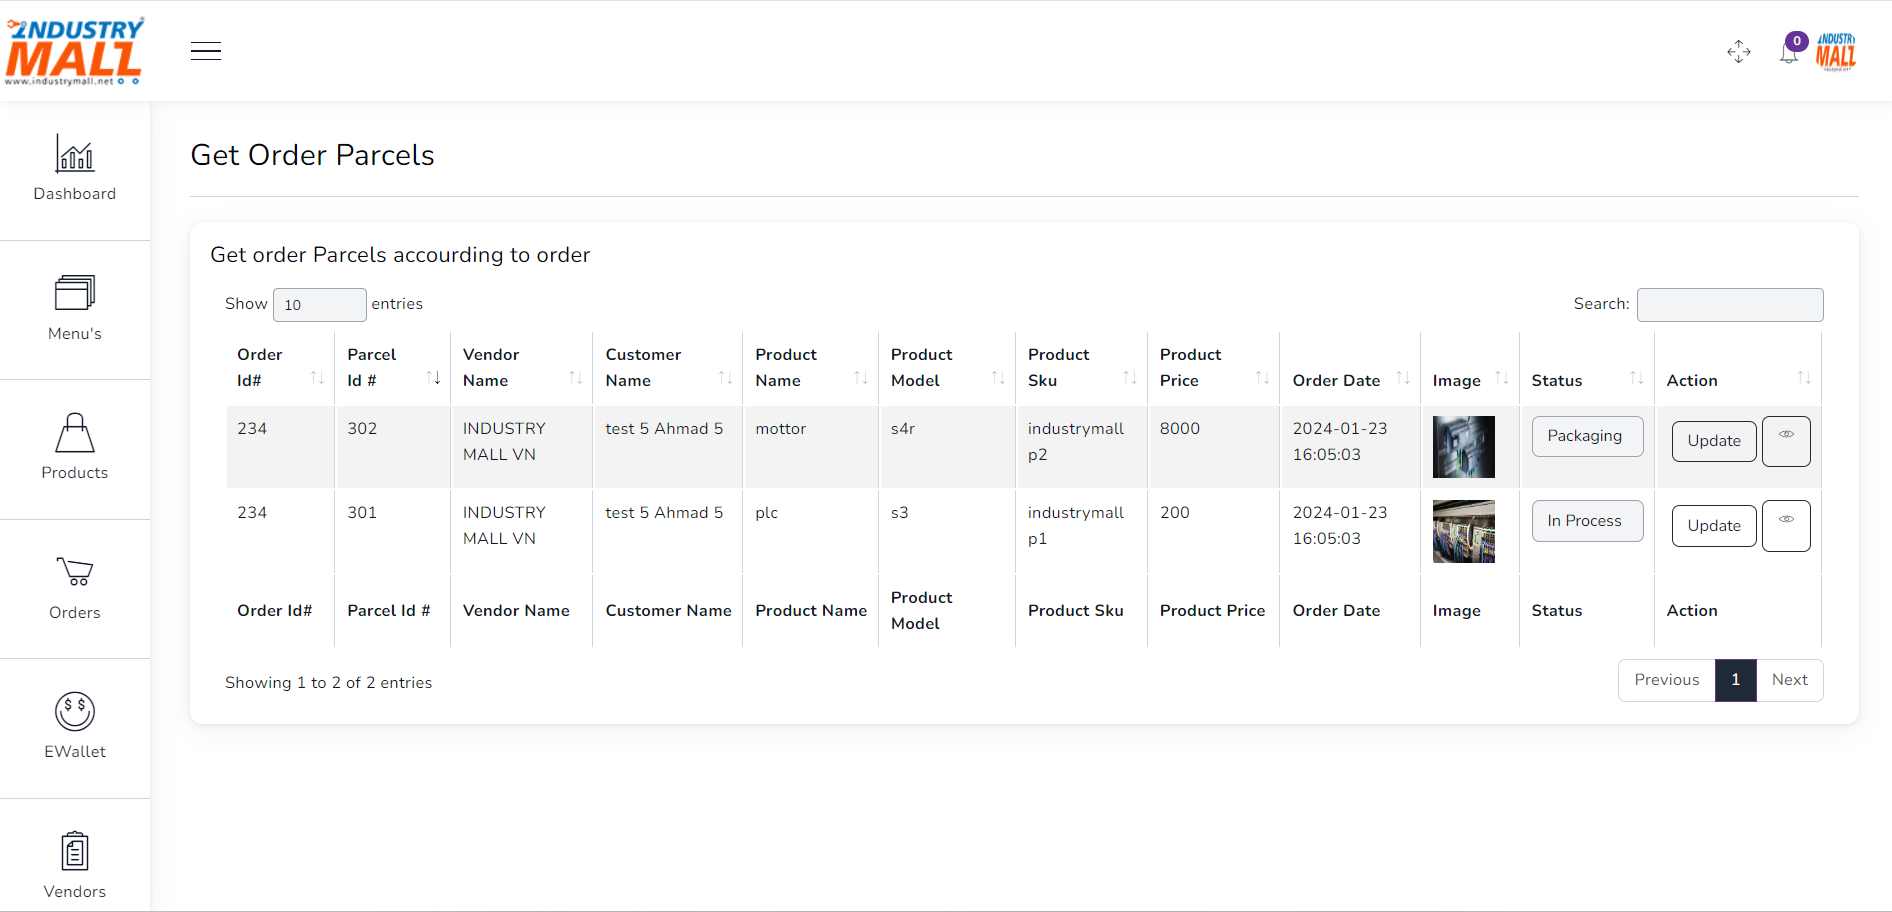 INDUSTRY
MALL
www.industrymall.net
0
INDUSTR
MALL
Dashboard
Menu's
Products
Orders
EWallet
Vendors
Get Order Parcels
Get order Parcels accourding to order
Show 10 entries
Search:
Order Id#
Parcel Id #
Vendor Name
Customer Name
Product Name
Product Model
Product Sku
Product Price
Order Date
Image
Status
Action
234 302 INDUSTRY MALL VN test 5 Ahmad 5 mottor s4r industrymall p2 8000 2024-01-23 16:05:03 Packaging Update
234 301 INDUSTRY MALL VN test 5 Ahmad 5 plc s3 industrymall p1 200 2024-01-23 16:05:03 In Process Update
Order Id# Parcel Id # Vendor Name Customer Name Product Name Product Model Product Sku Product Price Order Date Image Status Action
Showing 1 to 2 of 2 entries
Previous 1 Next